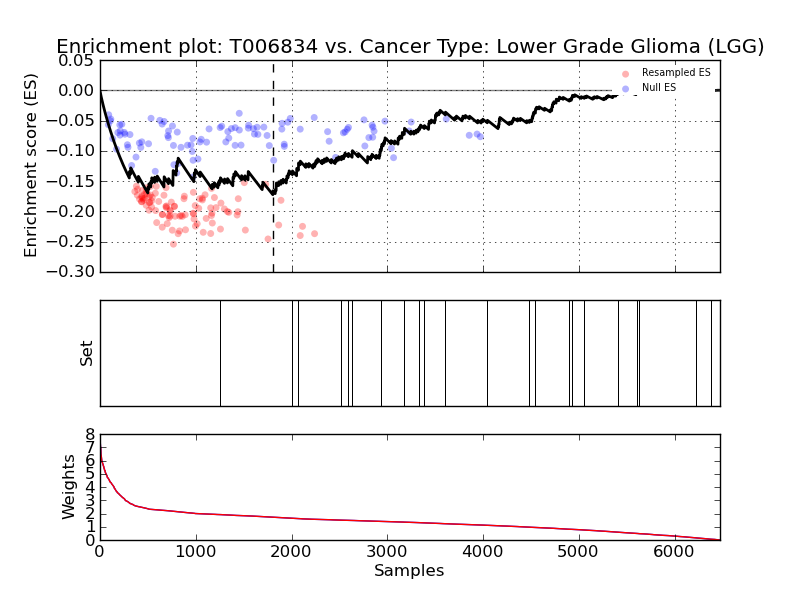 Enrichment plot: T006834 vs. Cancer Type: Lower Grade Glioma (LGG)
Enrichment score (ES)
0.05
0.00
−0.05
−0.10
−0.15
−0.20
−0.25
−0.30
Resampled ES
Null ES
Set
Weights
8
7
6
5
4
3
2
1
0
0 1000 2000 3000 4000 5000 6000
Samples